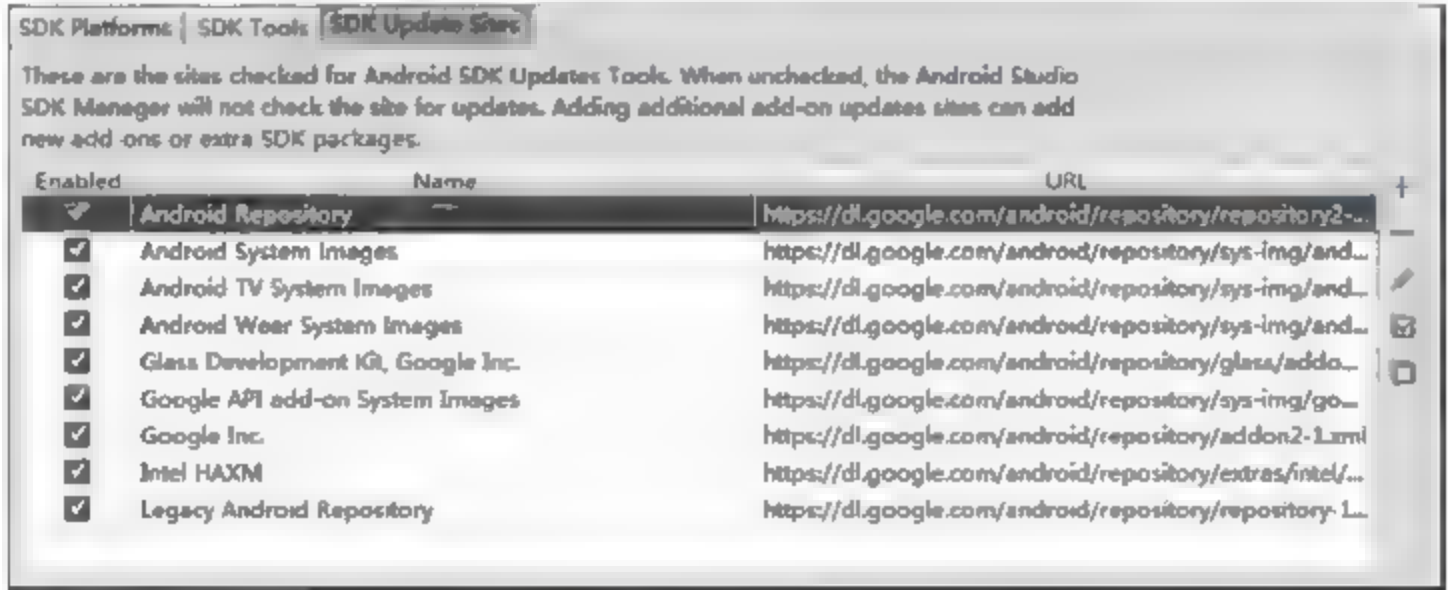 SDK Platforms | SDK Tools | SDK Update Sites
These are the sites checked for Android SDK Updates Tools. When unchecked, the Android Studio
SDK Manager will not check the site for updates. Adding additional add-on updates sites can add
new add-ons or extra SDK packages.
Enabled Name URL
Android Repository https://dl.google.com/android/repository/repository2-...
Android System Images https://dl.google.com/android/repository/sys-img/and...
Android TV System Images https://dl.google.com/android/repository/sys-img/and...
Android Wear System Images https://dl.google.com/android/repository/sys-img/and...
Glass Development Kit, Google Inc. https://dl.google.com/android/repository/glass/addo...
Google API add-on System Images https://dl.google.com/android/repository/sys-img/go...
Google Inc. https://dl.google.com/android/repository/addon2-1.xml
Intel HAXM https://dl.google.com/android/repository/extras/intel/...
Legacy Android Repository https://dl.google.com/android/repository/repository-1...